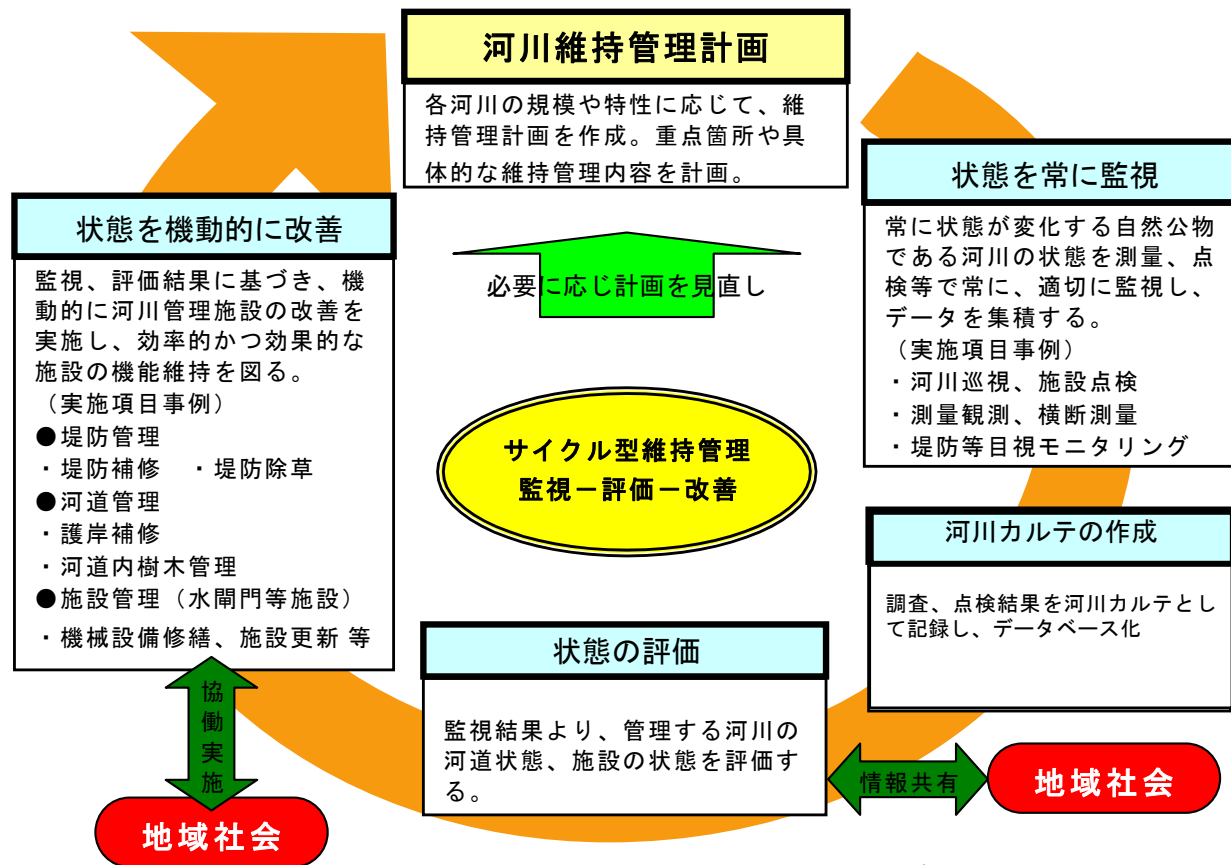 河川維持管理計画
各河川の規模や特性に応じて、維
持管理計画を作成。重点箇所や具
体的な維持管理内容を計画。
状態を常に監視
常に状態が変化する自然公物
である河川の状態を測量、点
検等で常に、適切に監視し、
データを集積する。
（実施項目事例）
・河川巡視、施設点検
・測量観測、横断測量
・堤防等目視モニタリング
河川カルテの作成
調査、点検結果を河川カルテとし
て記録し、データベース化
状態の評価
監視結果より、管理する河川の
河道状態、施設の状態を評価す
る。
情報共有
地域社会
状態を機動的に改善
監視、評価結果に基づき、機
動的に河川管理施設の改善を
実施し、効率的かつ効果的な
施設の機能維持を図る。
（実施項目事例）
●堤防管理
・堤防補修　・堤防除草
●河道管理
・護岸補修
・河道内樹木管理
●施設管理（水閘門等施設）
・機械設備修繕、施設更新 等
協働実施
地域社会
必要に応じ計画を見直し
サイクル型維持管理
監視－評価－改善